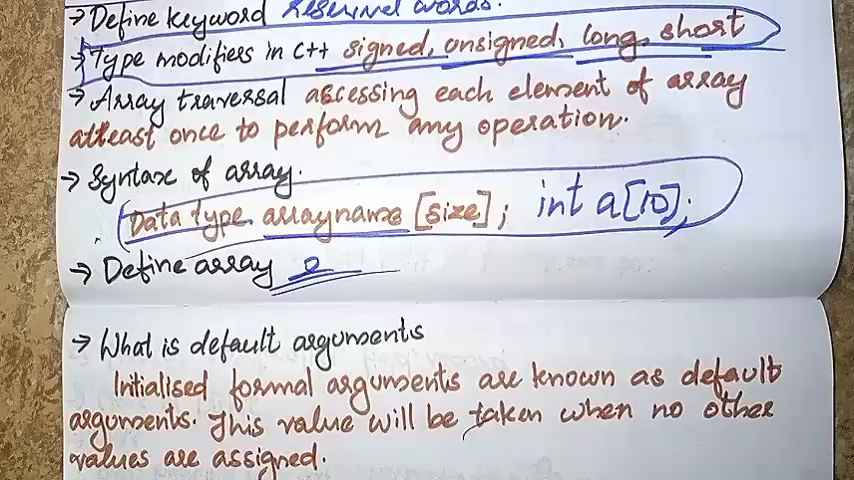 → Define keyword reserved words.
→ Type modifiers in C++ signed, unsigned, long, short
→ Array traversal accessing each element of array
atleast once to perform any operation.
→ Syntax of array.
Data type arrayname [size]; int a[10];
→ Define array
→ What is default arguments
Initialised formal arguments are known as default
arguments. This value will be taken when no other
values are assigned.